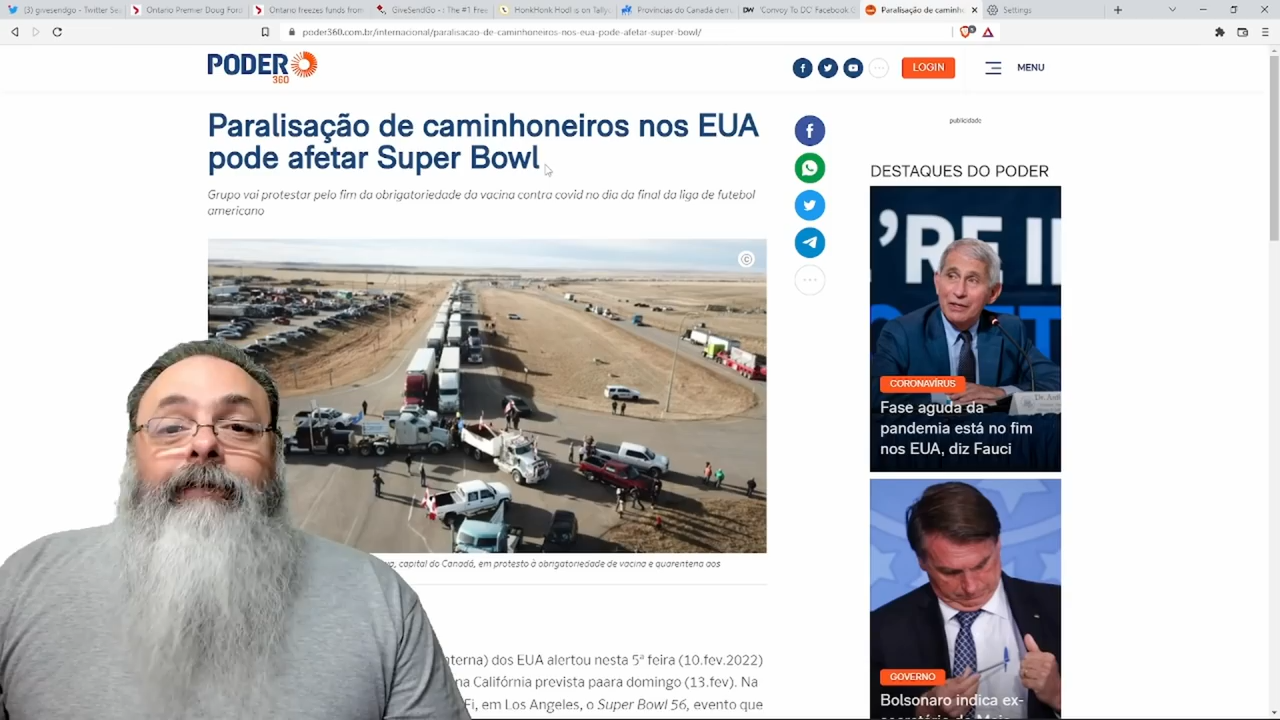 (3) givesendgo - Twitter Sea
Ontario Premier Doug Ford
Ontario freezes funds from
GiveSendGo - : The #1 Free
HonkHonk.Hodl is on Tally
Províncias do Canadá derru
DW
'Convoy To DC' Facebook G
Paralisação de caminho
Settings
poder360.com.br/internacional/paralisacao-de-caminhoneiros-nos-eua-pode-afetar-super-bowl/
PODER
360
LOGIN
MENU
Paralisação de caminhoneiros nos EUA
pode afetar Super Bowl
Grupo vai protestar pelo fim da obrigatoriedade da vacina contra covid no dia da final da liga de futebol
americano
capital do Canadá, em protesto à obrigatoriedade de vacina e quarentena aos
dos EUA alertou nesta 5ª feira (10.fev.2022)
na Califórnia prevista paara domingo (13.fev). Na
em Los Angeles, o Super Bowl 56, evento que
publicidade
DESTAQUES DO PODER
'RE I
CORONAVÍRUS
Fase aguda da
pandemia está no fim
nos EUA, diz Fauci
GOVERNO
Bolsonaro indica ex-